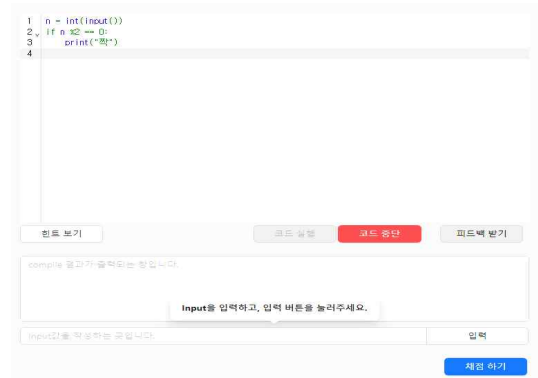 1 n = int(input())
2 if n %2 == 0:
3 print("짝")
4
힌트 보기 코드 실행 코드 중단 피드백 받기
compile 결과가 출력되는 창입니다.
Input을 입력하고, 입력 버튼을 눌러주세요.
Input값을 작성하는 곳입니다. 입력
채점 하기